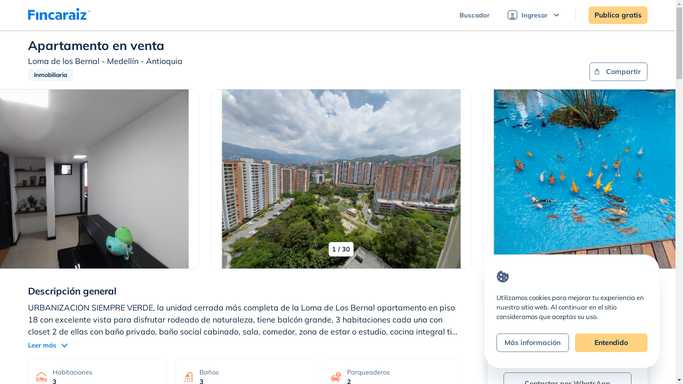 Fincaraiz
Buscador
Ingresar
Publica gratis
Apartamento en venta
Loma de los Bernal - Medellín - Antioquia
Inmobiliaria
Compartir
1 / 30
Descripción general
URBANIZACION SIEMPRE VERDE, la unidad cerrada más completa de la Loma de Los Bernal apartamento en piso
18 con excelente vista para disfrutar rodeado de naturaleza, tiene balcón grande, 3 habitaciones cada una con
closet 2 de ellas con baño privado, baño social cabinado, sala, comedor, zona de estar o estudio, cocina integral ti...
Leer más
Habitaciones
3
Baños
3
Parqueaderos
2
Utilizamos cookies para mejorar tu experiencia en
nuestro sitio web. Al continuar en el sitio
consideramos que aceptas su uso.
Más información
Entendido
Contactar por WhatsApp